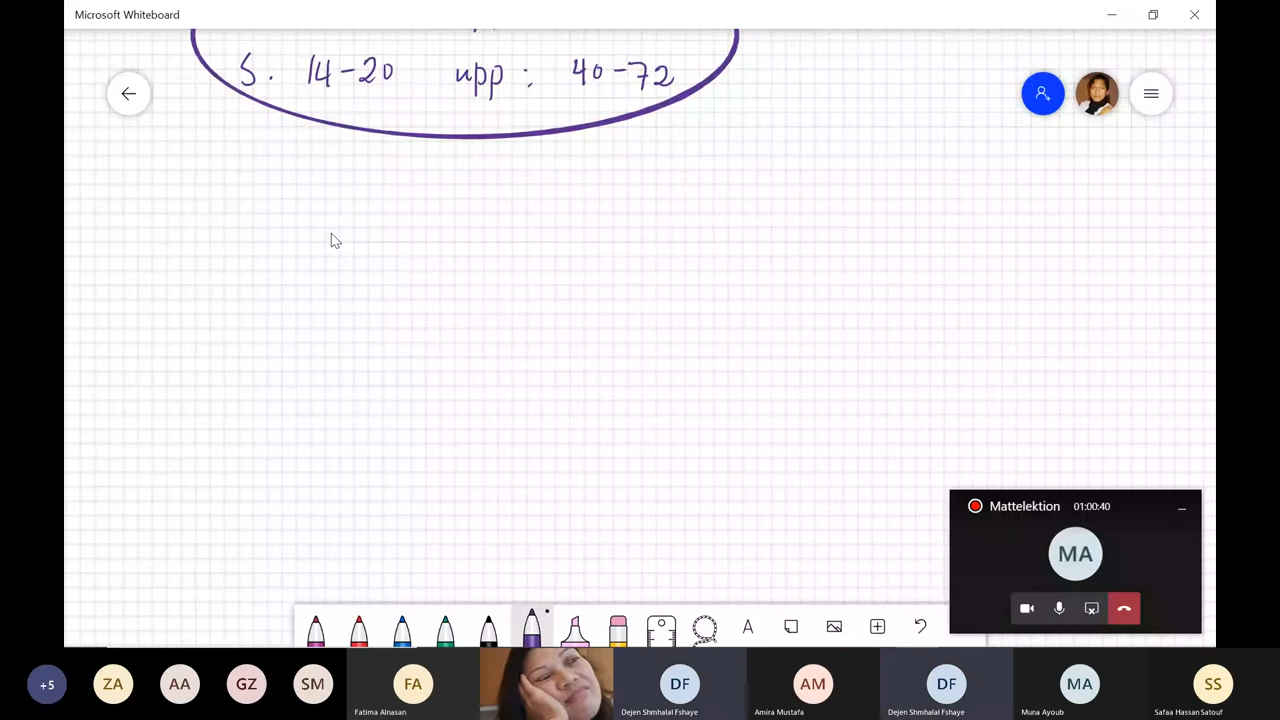 Microsoft Whiteboard
S. 14-20 upp: 40-72
Mattelektion 01:00:40
MA
A
+5
ZA
AA
GZ
SM
FA
DF
AM
DF
MA
SS
Fatima Alnasan
Dejen Shmhalal Fshaye
Amira Mustafa
Dejen Shmhalal Fshaye
Muna Ayoub
Safaa Hassan Satouf